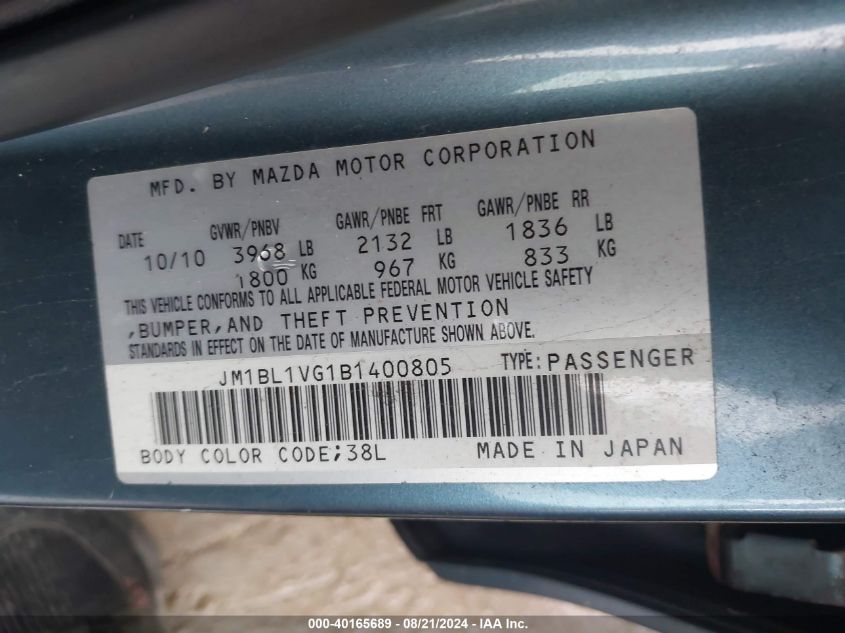 MFD. BY MAZDA MOTOR CORPORATION
DATE GVWR/PNBV GAWR/PNBE FRT GAWR/PNBE RR
10/10 3968 LB 2132 LB 1836 LB
1800 KG 967 KG 833 KG
THIS VEHICLE CONFORMS TO ALL APPLICABLE FEDERAL MOTOR VEHICLE SAFETY
,BUMPER,AND THEFT PREVENTION
STANDARDS IN EFFECT ON THE DATE OF MANUFACTURE SHOWN ABOVE.
JM1BL1VG1B1400805 TYPE:PASSENGER
BODY COLOR CODE;38L MADE IN JAPAN
000-40165689 - 08/21/2024 - IAAI.com